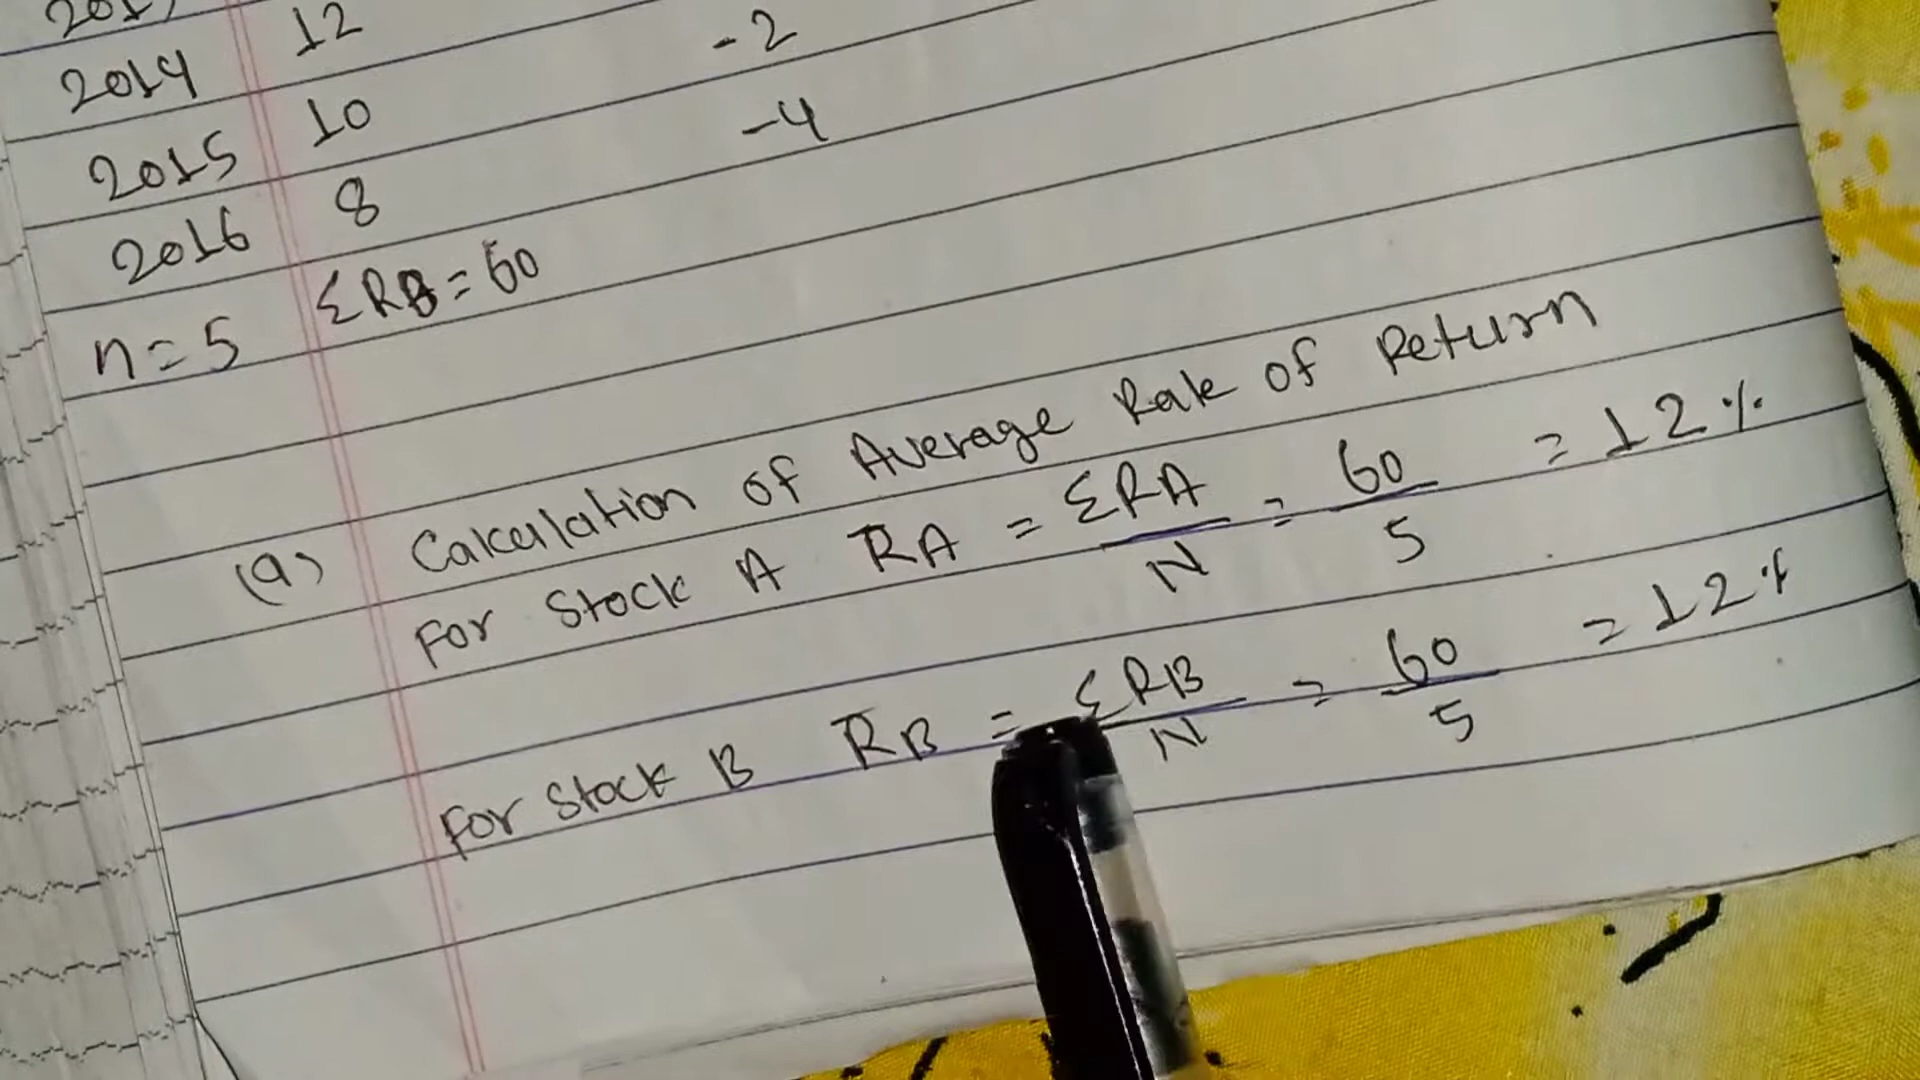 12
2014 10 -2
2015 8 -4
2016 ΣRB = 60
n = 5
(a) Calculation of Average Rate of Return
For Stock A R̅A = ΣRA/N = 60/5 = 12%
For Stock B R̅B = ΣRB/N = 60/5 = 12%